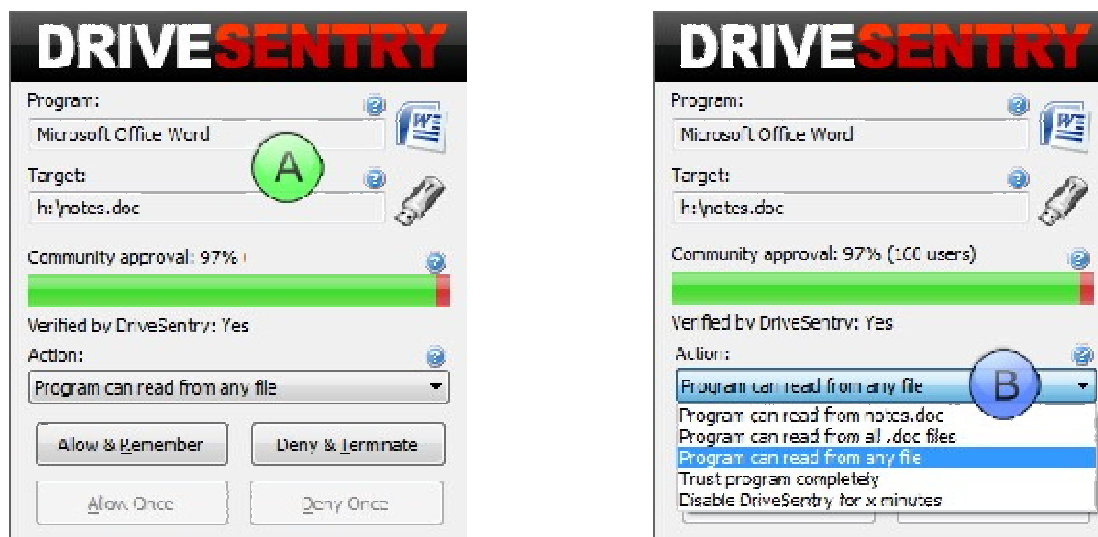 DRIVESENTRY
Program:
Microsoft Office Word
A
Target:
h:\notes.doc
Community approval: 97% (
Verified by DriveSentry: Yes
Action:
Program can read from any file
Allow & Remember
Deny & Terminate
Allow Once
Deny Once
DRIVESENTRY
Program:
Microsoft Office Word
Target:
h:\notes.doc
Community approval: 97% (100 users)
Verified by DriveSentry: Yes
Action:
Program can read from any file
B
Program can read from notes.doc
Program can read from all .doc files
Program can read from any file
Trust program completely
Disable DriveSentry for x minutes